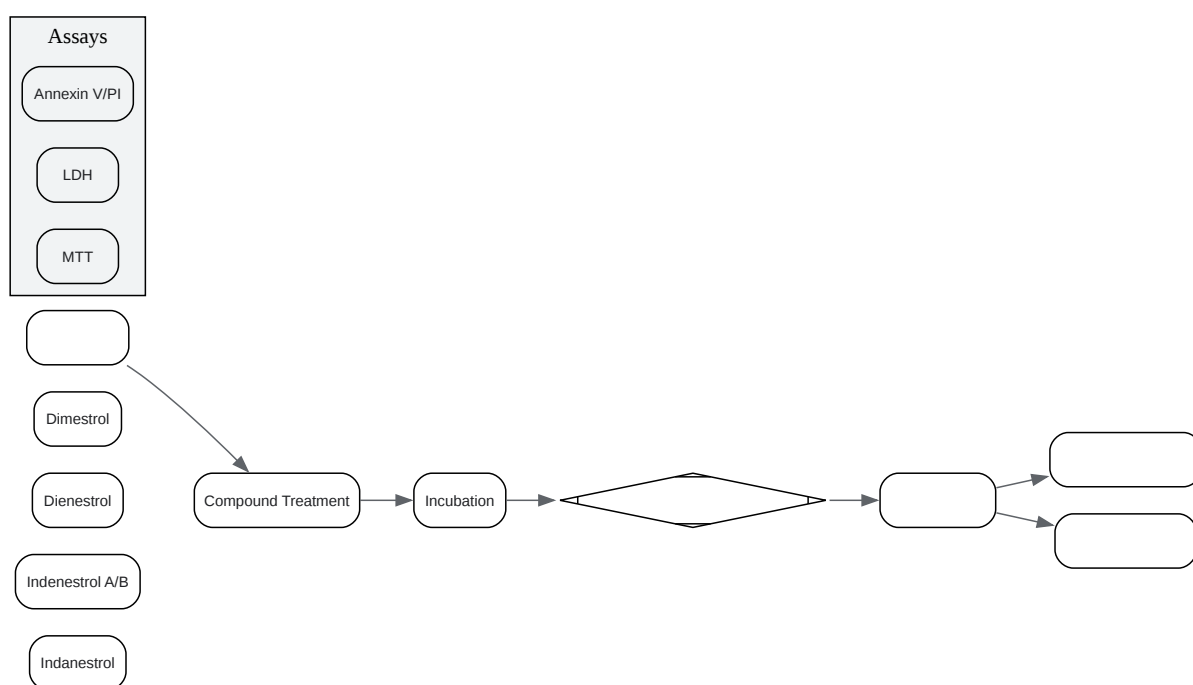 Assays
Annexin V/PI
LDH
MTT
Dimestrol
Dienestrol
Compound Treatment
Incubation
Indenestrol A/B
Indanestrol